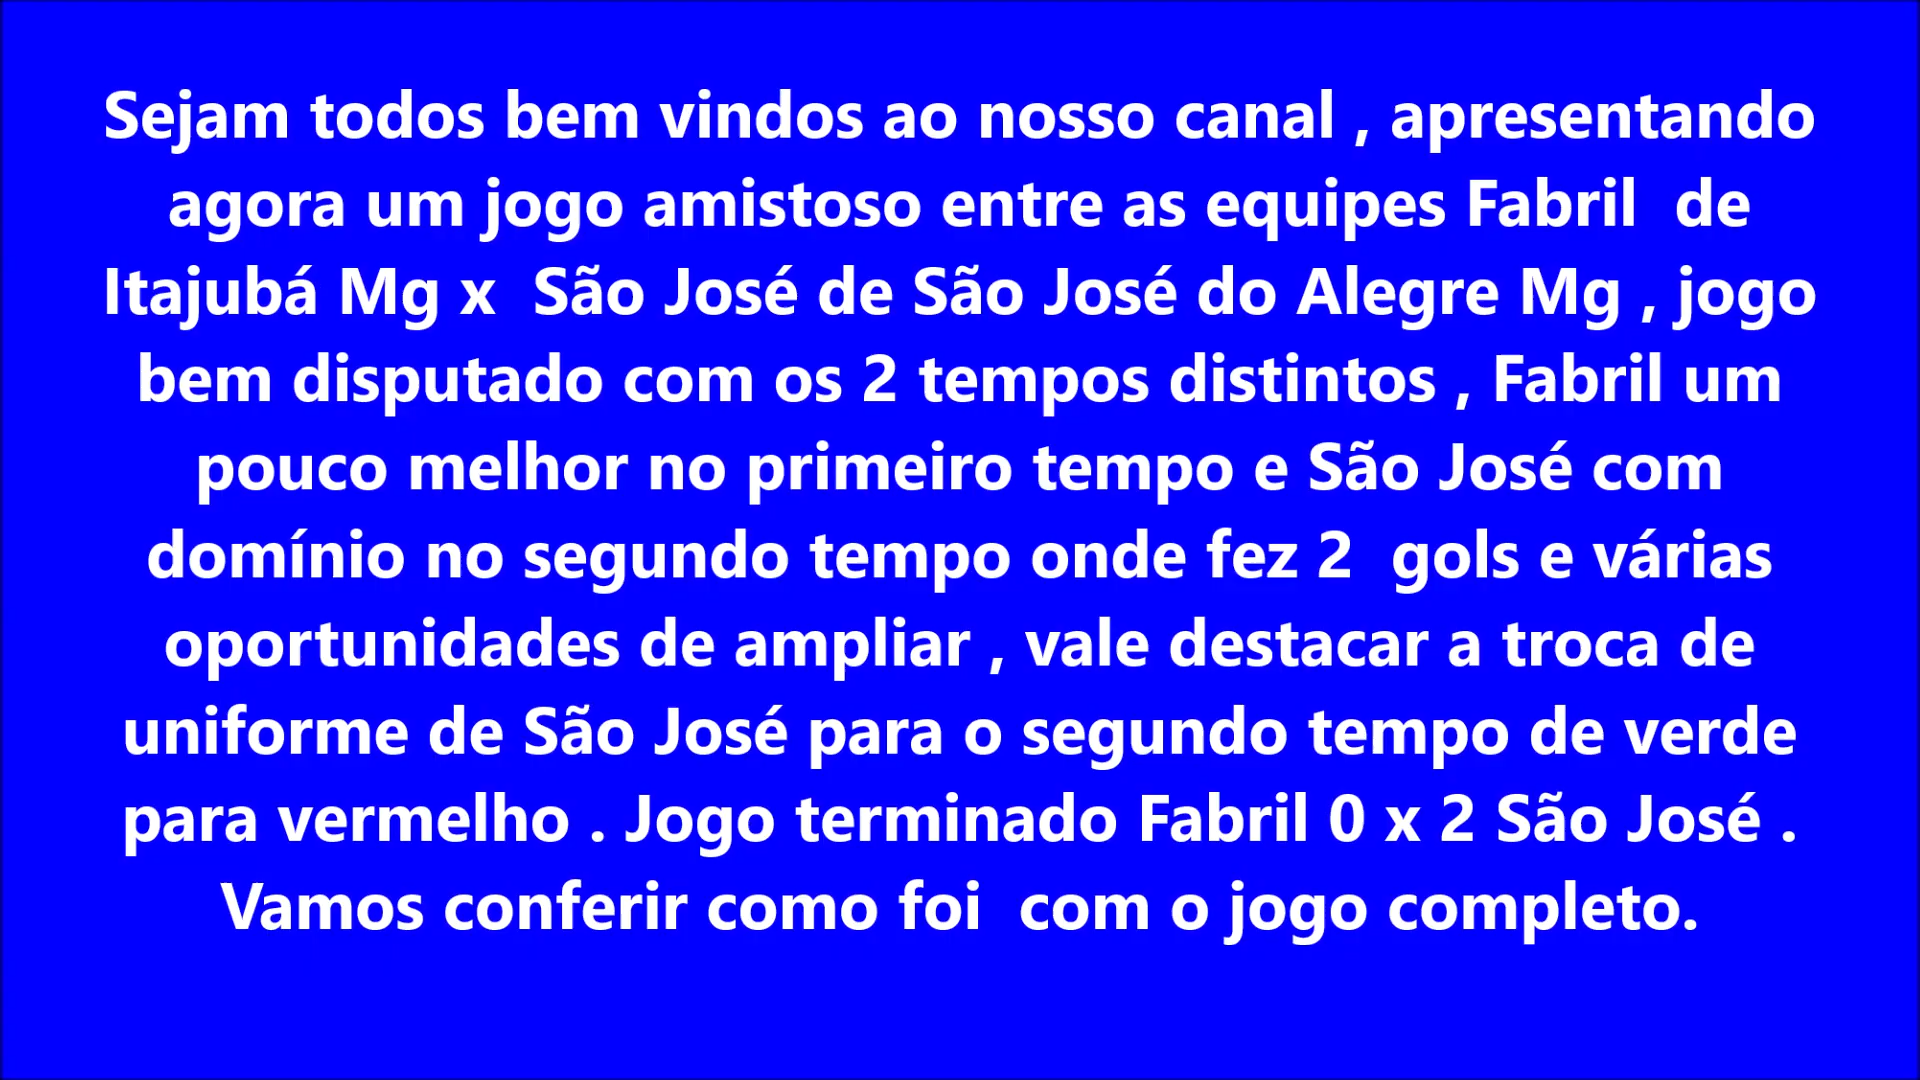 Sejam todos bem vindos ao nosso canal , apresentando
agora um jogo amistoso entre as equipes Fabril  de
Itajubá Mg x  São José de São José do Alegre Mg , jogo
bem disputado com os 2 tempos distintos , Fabril um
pouco melhor no primeiro tempo e São José com
domínio no segundo tempo onde fez 2  gols e várias
oportunidades de ampliar , vale destacar a troca de
uniforme de São José para o segundo tempo de verde
para vermelho . Jogo terminado Fabril 0 x 2 São José .
Vamos conferir como foi  com o jogo completo.